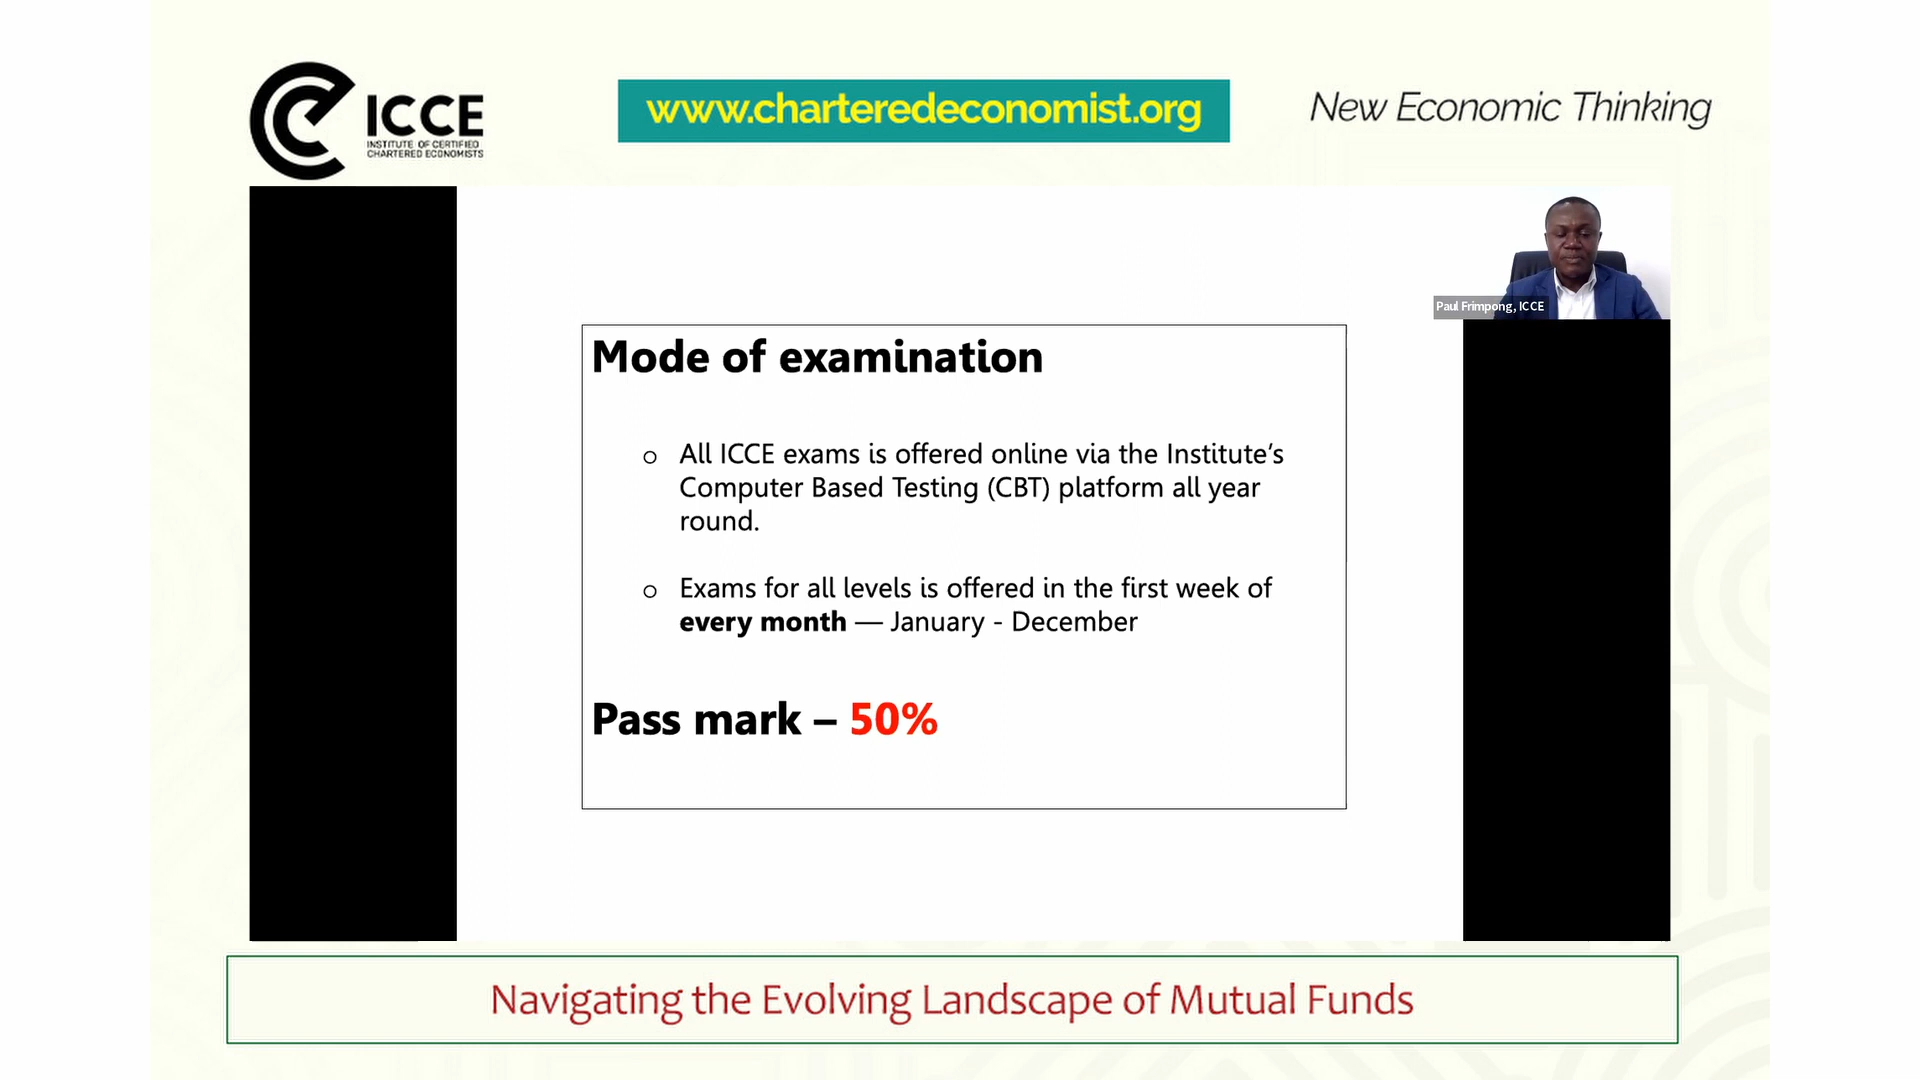 ICCE
INSTITUTE OF CERTIFIED
CHARTERED ECONOMISTS
www.charteredeconomist.org
New Economic Thinking
Paul Frimpong, ICCE
Mode of examination
o All ICCE exams is offered online via the Institute’s
Computer Based Testing (CBT) platform all year
round.
o Exams for all levels is offered in the first week of
every month — January - December
Pass mark – 50%
Navigating the Evolving Landscape of Mutual Funds